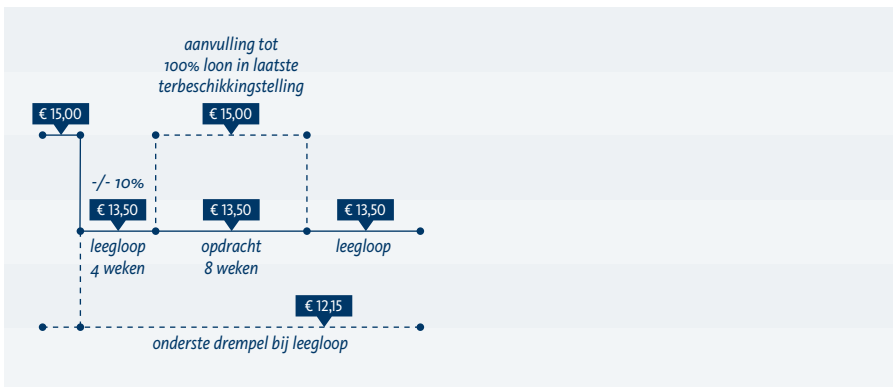 aanvulling tot
100% loon in laatste
terbeschikkingstelling
€ 15,00
€ 15,00
-/- 10%
€ 13,50
€ 13,50
€ 13,50
leegloop
4 weken
opdracht
8 weken
leegloop
€ 12,15
onderste drempel bij leegloop